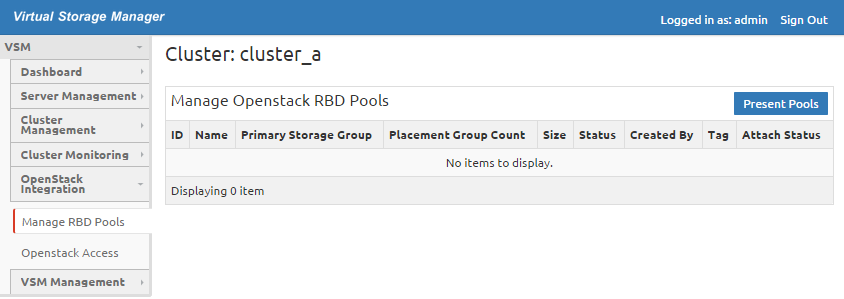 Virtual Storage Manager
Logged in as: admin Sign Out
VSM
Dashboard
Server Management
Cluster
Management
Cluster Monitoring
OpenStack
Integration
Manage RBD Pools
Openstack Access
VSM Management
Cluster: cluster_a
Manage Openstack RBD Pools
Present Pools
ID Name Primary Storage Group Placement Group Count Size Status Created By Tag Attach Status
No items to display.
Displaying 0 item